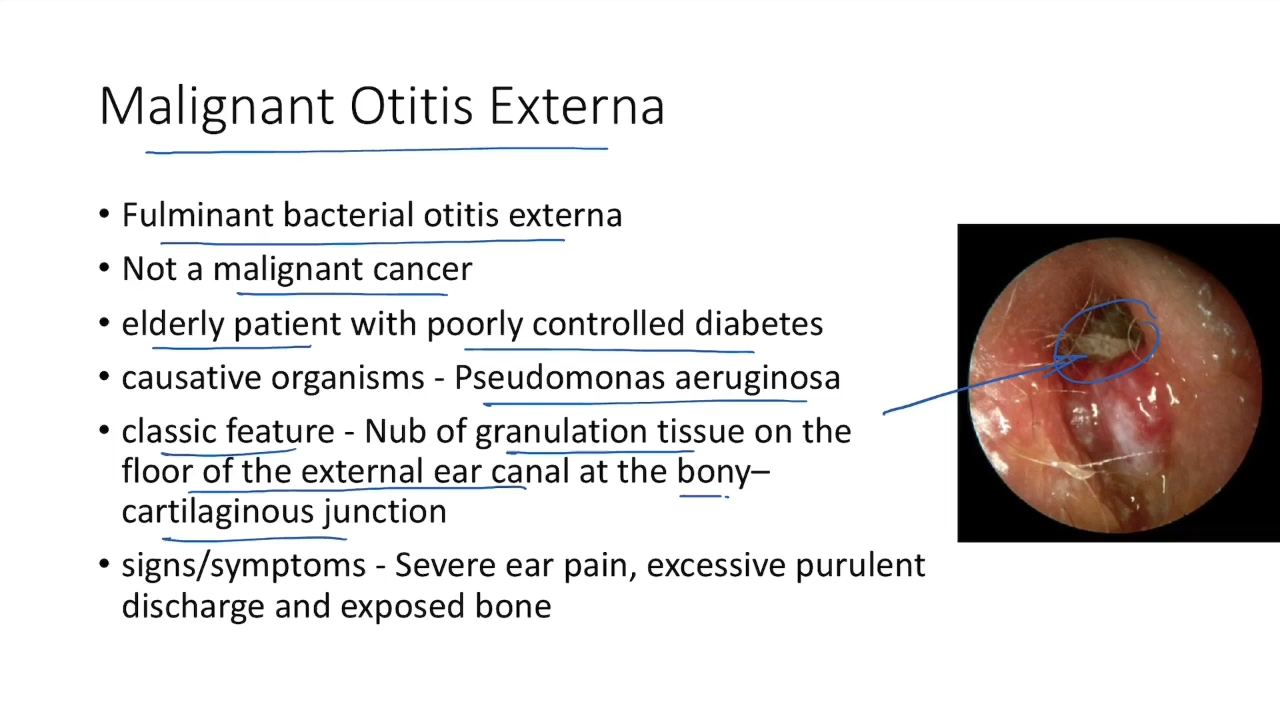 Malignant Otitis Externa
• Fulminant bacterial otitis externa
• Not a malignant cancer
• elderly patient with poorly controlled diabetes
• causative organisms - Pseudomonas aeruginosa
• classic feature - Nub of granulation tissue on the
floor of the external ear canal at the bony–
cartilaginous junction
• signs/symptoms - Severe ear pain, excessive purulent
discharge and exposed bone